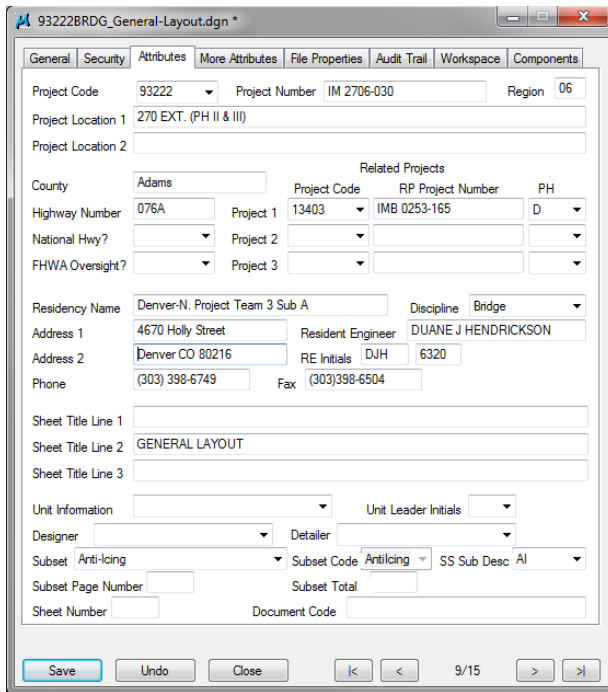 93222BRDG_General-Layout.dgn *
General Security Attributes More Attributes File Properties Audit Trail Workspace Components
Project Code 93222 Project Number IM 2706-030 Region 06
Project Location 1 270 EXT. (PH II & III)
Project Location 2
Related Projects
County Adams Project Code RP Project Number PH
Highway Number 076A Project 1 13403 IMB 0253-165 D
National Hwy? Project 2
FHWA Oversight? Project 3
Residency Name Denver-N. Project Team 3 Sub A Discipline Bridge
Address 1 4670 Holly Street Resident Engineer DUANE J HENDRICKSON
Address 2 Denver CO 80216 RE Initials DJH 6320
Phone (303) 398-6749 Fax (303)398-6504
Sheet Title Line 1
Sheet Title Line 2 GENERAL LAYOUT
Sheet Title Line 3
Unit Information Unit Leader Initials
Designer Detailer
Subset Anti-Icing Subset Code AntiIcing SS Sub Desc AI
Subset Page Number Subset Total
Sheet Number Document Code
Save Undo Close |< < 9/15 > >|